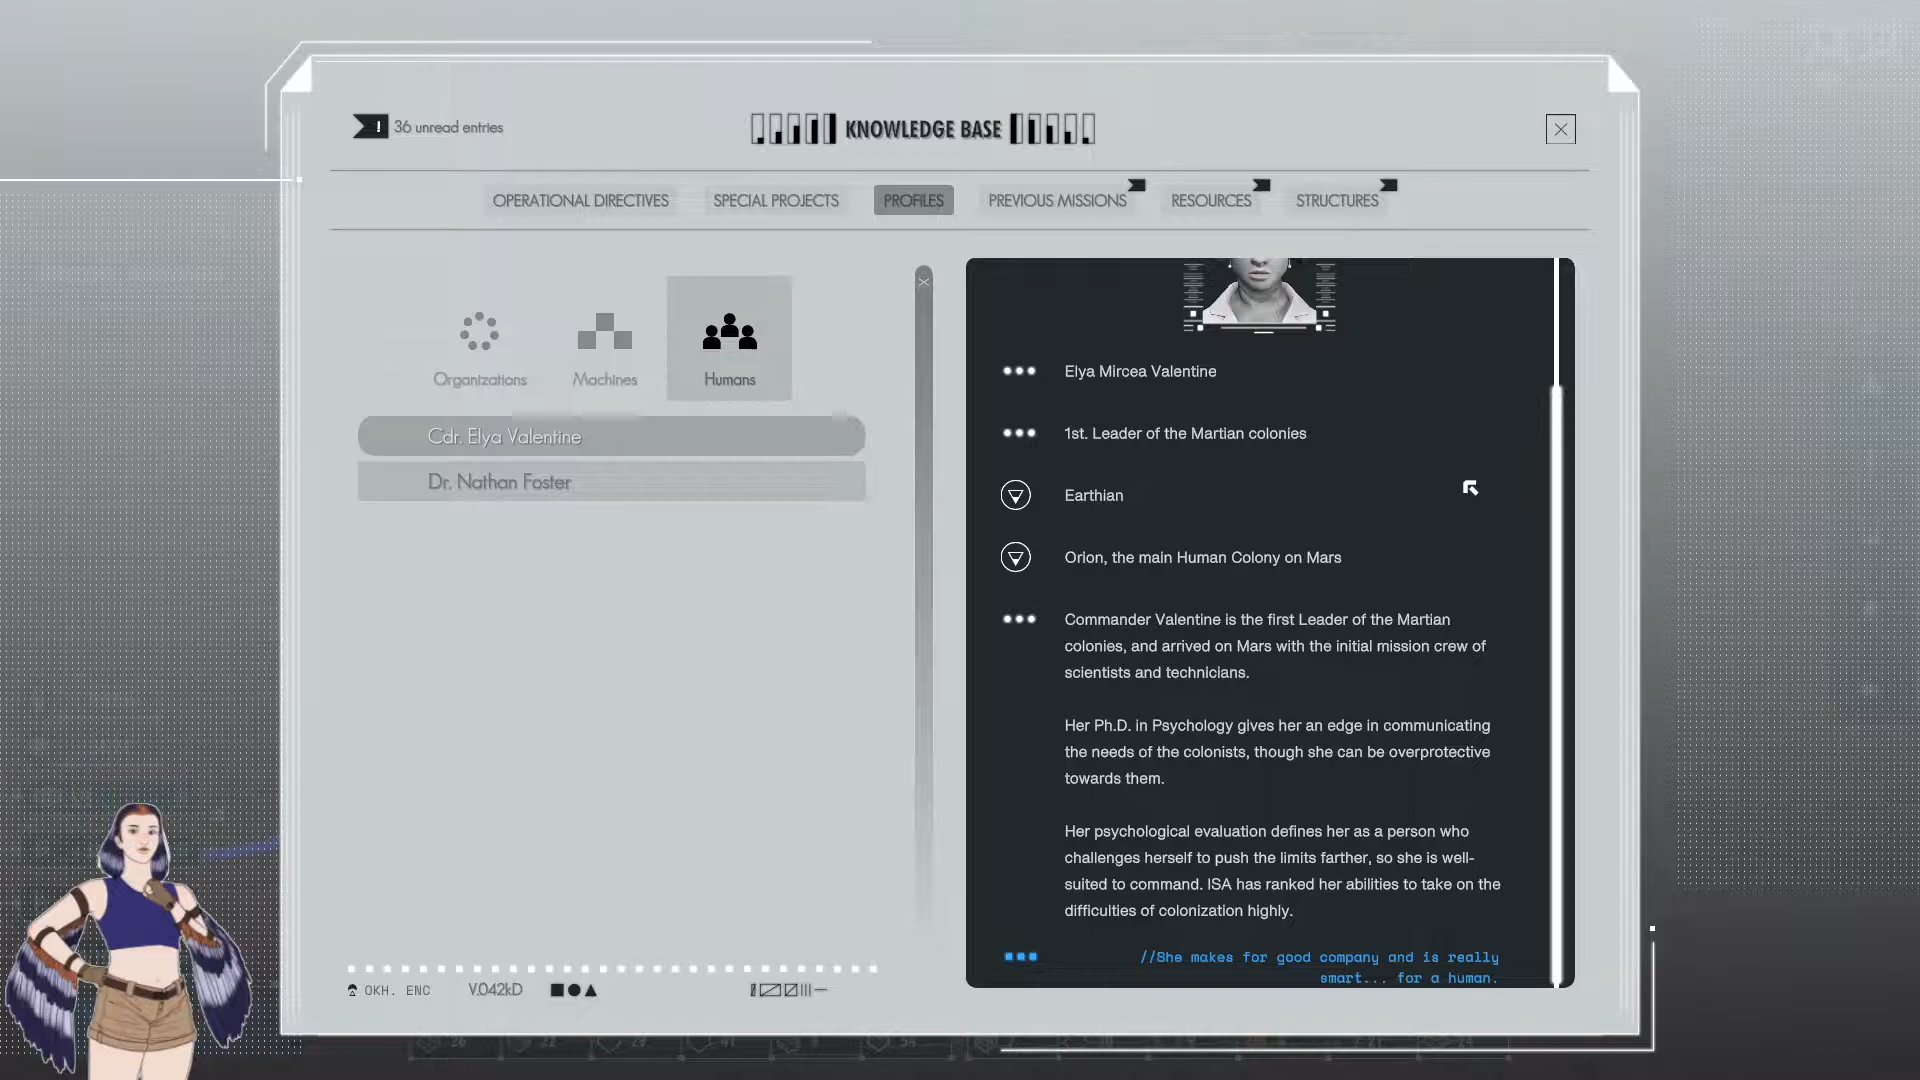 ! 36 unread entries
KNOWLEDGE BASE
OPERATIONAL DIRECTIVES
SPECIAL PROJECTS
PROFILES
PREVIOUS MISSIONS
RESOURCES
STRUCTURES
Organizations
Machines
Humans
Cdr. Elya Valentine
Dr. Nathan Foster
Elya Mircea Valentine
1st. Leader of the Martian colonies
Earthian
Orion, the main Human Colony on Mars
Commander Valentine is the first Leader of the Martian
colonies, and arrived on Mars with the initial mission crew of
scientists and technicians.
Her Ph.D. in Psychology gives her an edge in communicating
the needs of the colonists, though she can be overprotective
towards them.
Her psychological evaluation defines her as a person who
challenges herself to push the limits farther, so she is well-
suited to command. ISA has ranked her abilities to take on the
difficulties of colonization highly.
//She makes for good company and is really
smart... for a human.
OKH. ENC
V.042kD